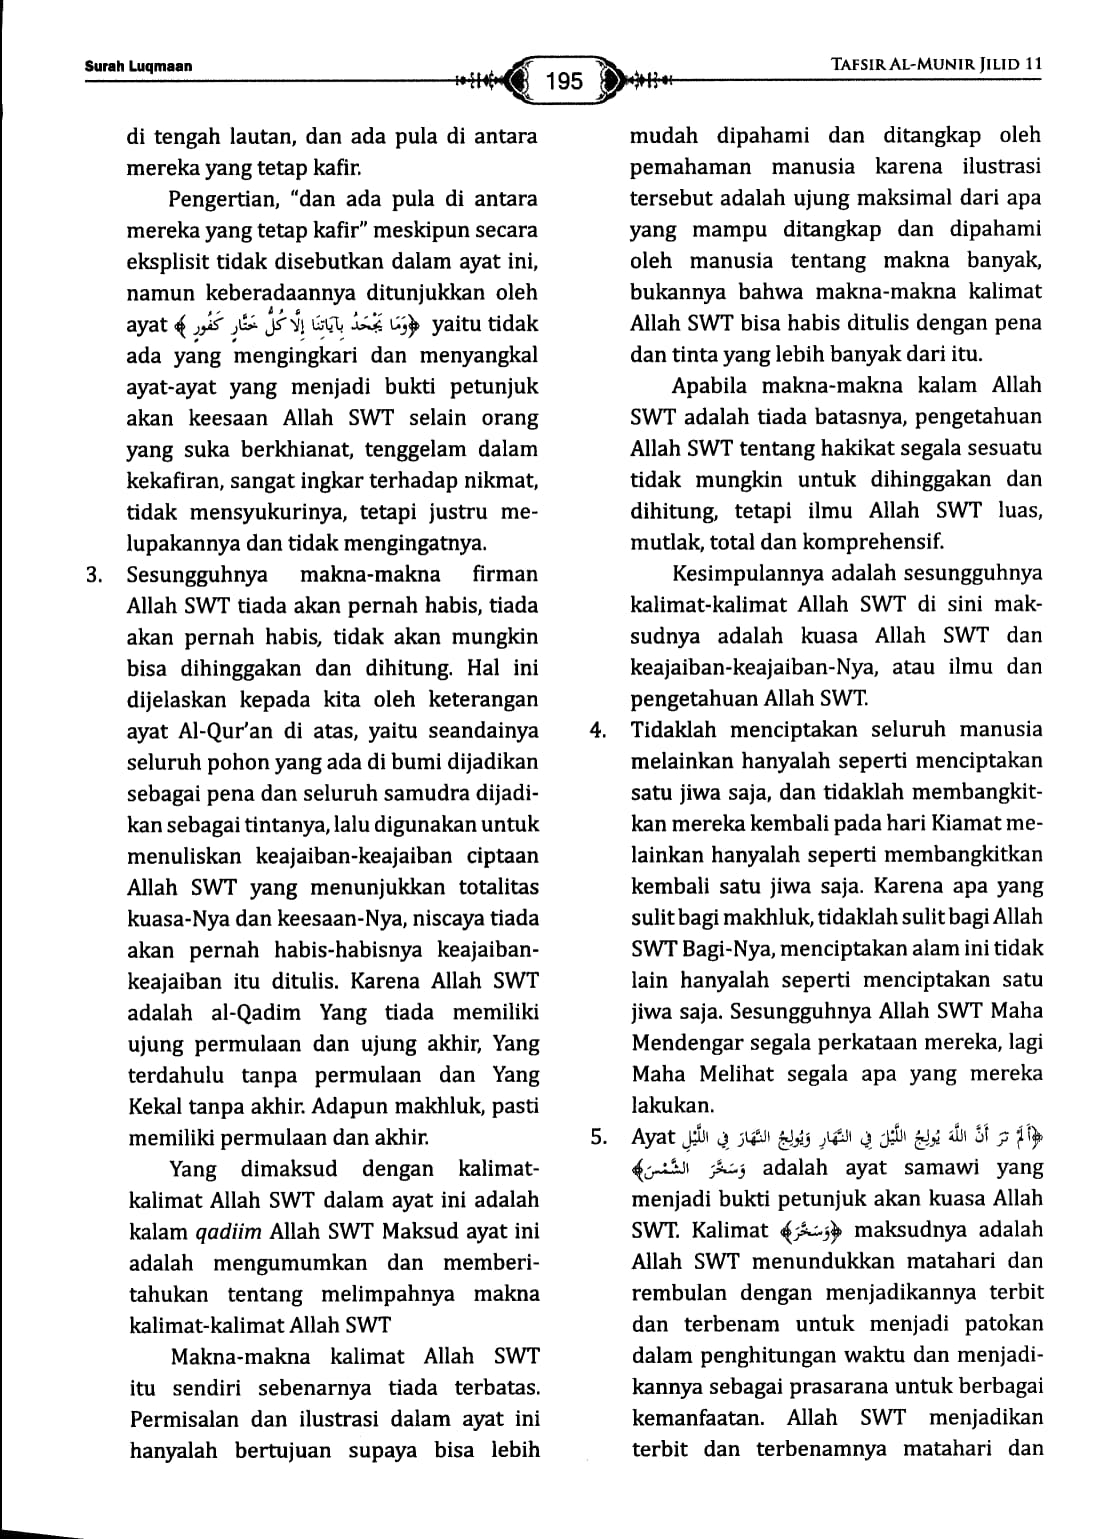 Surah Luqmaan
195
TAFSIR AL-MUNIR JILID 11
di tengah lautan, dan ada pula di antara
mereka yang tetap kafir.
Pengertian, “dan ada pula di antara
mereka yang tetap kafir” meskipun secara
eksplisit tidak disebutkan dalam ayat ini,
namun keberadaannya ditunjukkan oleh
ayat ﴿وَمَا يَجْحَدُ بِآيَاتِنَا إِلَّا كُلُّ خَتَّارٍ كَفُورٍ﴾ yaitu tidak
ada yang mengingkari dan menyangkal
ayat-ayat yang menjadi bukti petunjuk
akan keesaan Allah SWT selain orang
yang suka berkhianat, tenggelam dalam
kekafiran, sangat ingkar terhadap nikmat,
tidak mensyukurinya, tetapi justru me-
lupakannya dan tidak mengingatnya.
3. Sesungguhnya makna-makna firman
Allah SWT tiada akan pernah habis, tiada
akan pernah habis, tidak akan mungkin
bisa dihinggakan dan dihitung. Hal ini
dijelaskan kepada kita oleh keterangan
ayat Al-Qur’an di atas, yaitu seandainya
seluruh pohon yang ada di bumi dijadikan
sebagai pena dan seluruh samudra dijadi-
kan sebagai tintanya, lalu digunakan untuk
menuliskan keajaiban-keajaiban ciptaan
Allah SWT yang menunjukkan totalitas
kuasa-Nya dan keesaan-Nya, niscaya tiada
akan pernah habis-habisnya keajaiban-
keajaiban itu ditulis. Karena Allah SWT
adalah al-Qadim Yang tiada memiliki
ujung permulaan dan ujung akhir, Yang
terdahulu tanpa permulaan dan Yang
Kekal tanpa akhir. Adapun makhluk, pasti
memiliki permulaan dan akhir.
Yang dimaksud dengan kalimat-
kalimat Allah SWT dalam ayat ini adalah
kalam qadiim Allah SWT Maksud ayat ini
adalah mengumumkan dan memberi-
tahukan tentang melimpahnya makna
kalimat-kalimat Allah SWT
Makna-makna kalimat Allah SWT
itu sendiri sebenarnya tiada terbatas.
Permisalan dan ilustrasi dalam ayat ini
hanyalah bertujuan supaya bisa lebih
mudah dipahami dan ditangkap oleh
pemahaman manusia karena ilustrasi
tersebut adalah ujung maksimal dari apa
yang mampu ditangkap dan dipahami
oleh manusia tentang makna banyak,
bukannya bahwa makna-makna kalimat
Allah SWT bisa habis ditulis dengan pena
dan tinta yang lebih banyak dari itu.
Apabila makna-makna kalam Allah
SWT adalah tiada batasnya, pengetahuan
Allah SWT tentang hakikat segala sesuatu
tidak mungkin untuk dihinggakan dan
dihitung, tetapi ilmu Allah SWT luas,
mutlak, total dan komprehensif.
Kesimpulannya adalah sesungguhnya
kalimat-kalimat Allah SWT di sini mak-
sudnya adalah kuasa Allah SWT dan
keajaiban-keajaiban-Nya, atau ilmu dan
pengetahuan Allah SWT.
4. Tidaklah menciptakan seluruh manusia
melainkan hanyalah seperti menciptakan
satu jiwa saja, dan tidaklah membangkit-
kan mereka kembali pada hari Kiamat me-
lainkan hanyalah seperti membangkitkan
kembali satu jiwa saja. Karena apa yang
sulit bagi makhluk, tidaklah sulit bagi Allah
SWT Bagi-Nya, menciptakan alam ini tidak
lain hanyalah seperti menciptakan satu
jiwa saja. Sesungguhnya Allah SWT Maha
Mendengar segala perkataan mereka, lagi
Maha Melihat segala apa yang mereka
lakukan.
5. Ayat ﴿أَلَمْ تَرَ أَنَّ اللَّهَ يُولِجُ اللَّيْلَ فِي النَّهَارِ وَيُولِجُ النَّهَارَ فِي اللَّيْلِ
وَسَخَّرَ الشَّمْسَ﴾ adalah ayat samawi yang
menjadi bukti petunjuk akan kuasa Allah
SWT. Kalimat ﴿وَسَخَّرَ﴾ maksudnya adalah
Allah SWT menundukkan matahari dan
rembulan dengan menjadikannya terbit
dan terbenam untuk menjadi patokan
dalam penghitungan waktu dan menjadi-
kannya sebagai prasarana untuk berbagai
kemanfaatan. Allah SWT menjadikan
terbit dan terbenamnya matahari dan